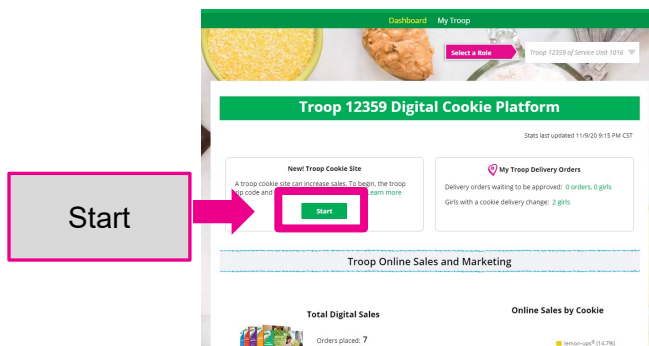 Dashboard My Troop
Select a Role Troop 12359 of Service Unit 1016
Troop 12359 Digital Cookie Platform
Stats last updated 11/9/20 9:15 PM CST
New! Troop Cookie Site
A troop cookie site can increase sales. To begin, the troop
zip code and
Learn more
Start
My Troop Delivery Orders
Delivery orders waiting to be approved: 0 orders, 0 girls
Girls with a cookie delivery change: 2 girls
Start
Troop Online Sales and Marketing
Total Digital Sales
Orders placed: 7
Online Sales by Cookie
lemon-ups® (14.7%)